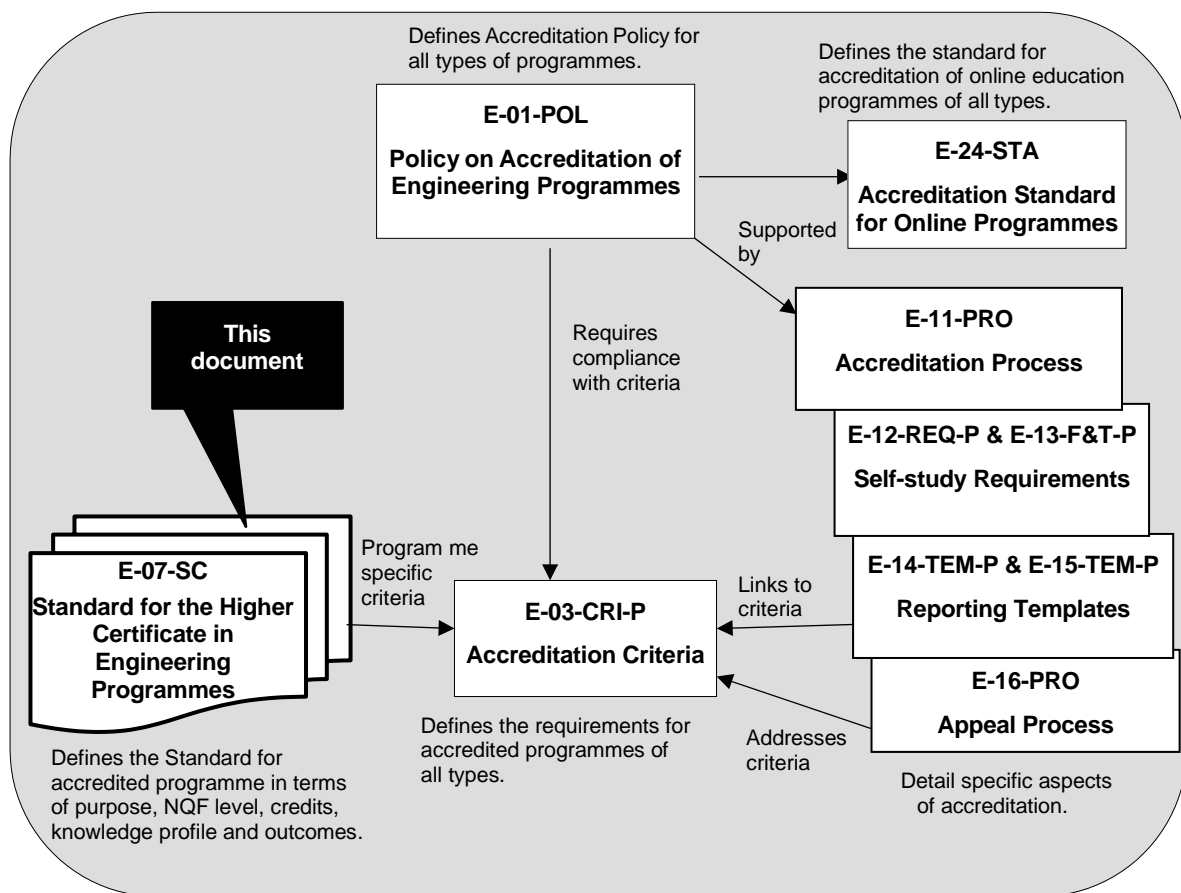 Defines Accreditation Policy for
all types of programmes.
E-01-POL
Policy on Accreditation of
Engineering Programmes
Defines the standard for
accreditation of online education
programmes of all types.
E-24-STA
Accreditation Standard
for Online Programmes
Supported
by
E-11-PRO
Accreditation Process
Requires
compliance
with criteria
This
document
E-12-REQ-P & E-13-F&T-P
Self-study Requirements
E-07-SC
Standard for the Higher
Certificate in
Engineering
Programmes
Program me
specific
criteria
E-03-CRI-P
Accreditation Criteria
Links to
criteria
E-14-TEM-P & E-15-TEM-P
Reporting Templates
E-16-PRO
Appeal Process
Addresses
criteria
Defines the requirements for
accredited programmes of
all types.
Defines the Standard for
accredited programme in terms
of purpose, NQF level, credits,
knowledge profile and outcomes.
Detail specific aspects
of accreditation.